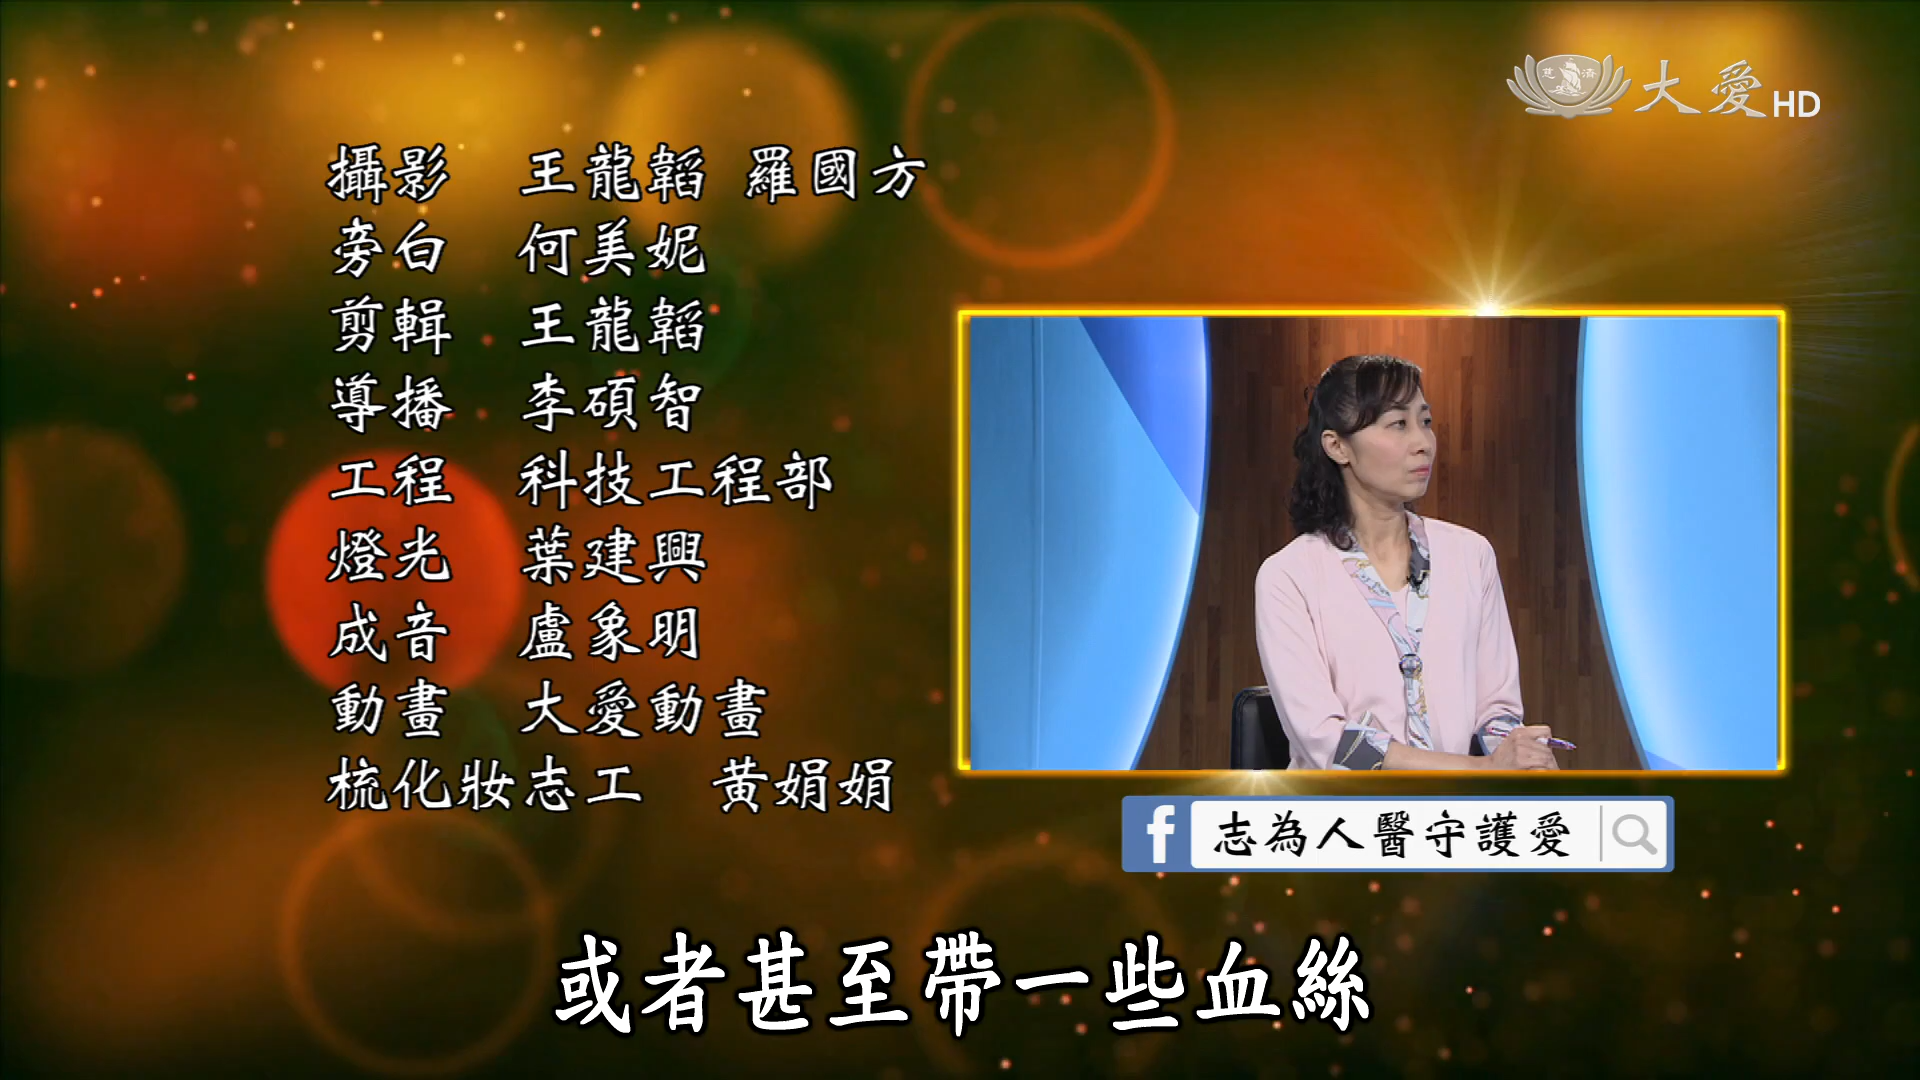 慈濟 大愛HD
攝影 王龍韜 羅國方
旁白 何美妮
剪輯 王龍韜
導播 李碩智
工程 科技工程部
燈光 葉建興
成音 盧象明
動畫 大愛動畫
梳化妝志工 黃娟娟
f 志為人醫守護愛
或者甚至帶一些血絲